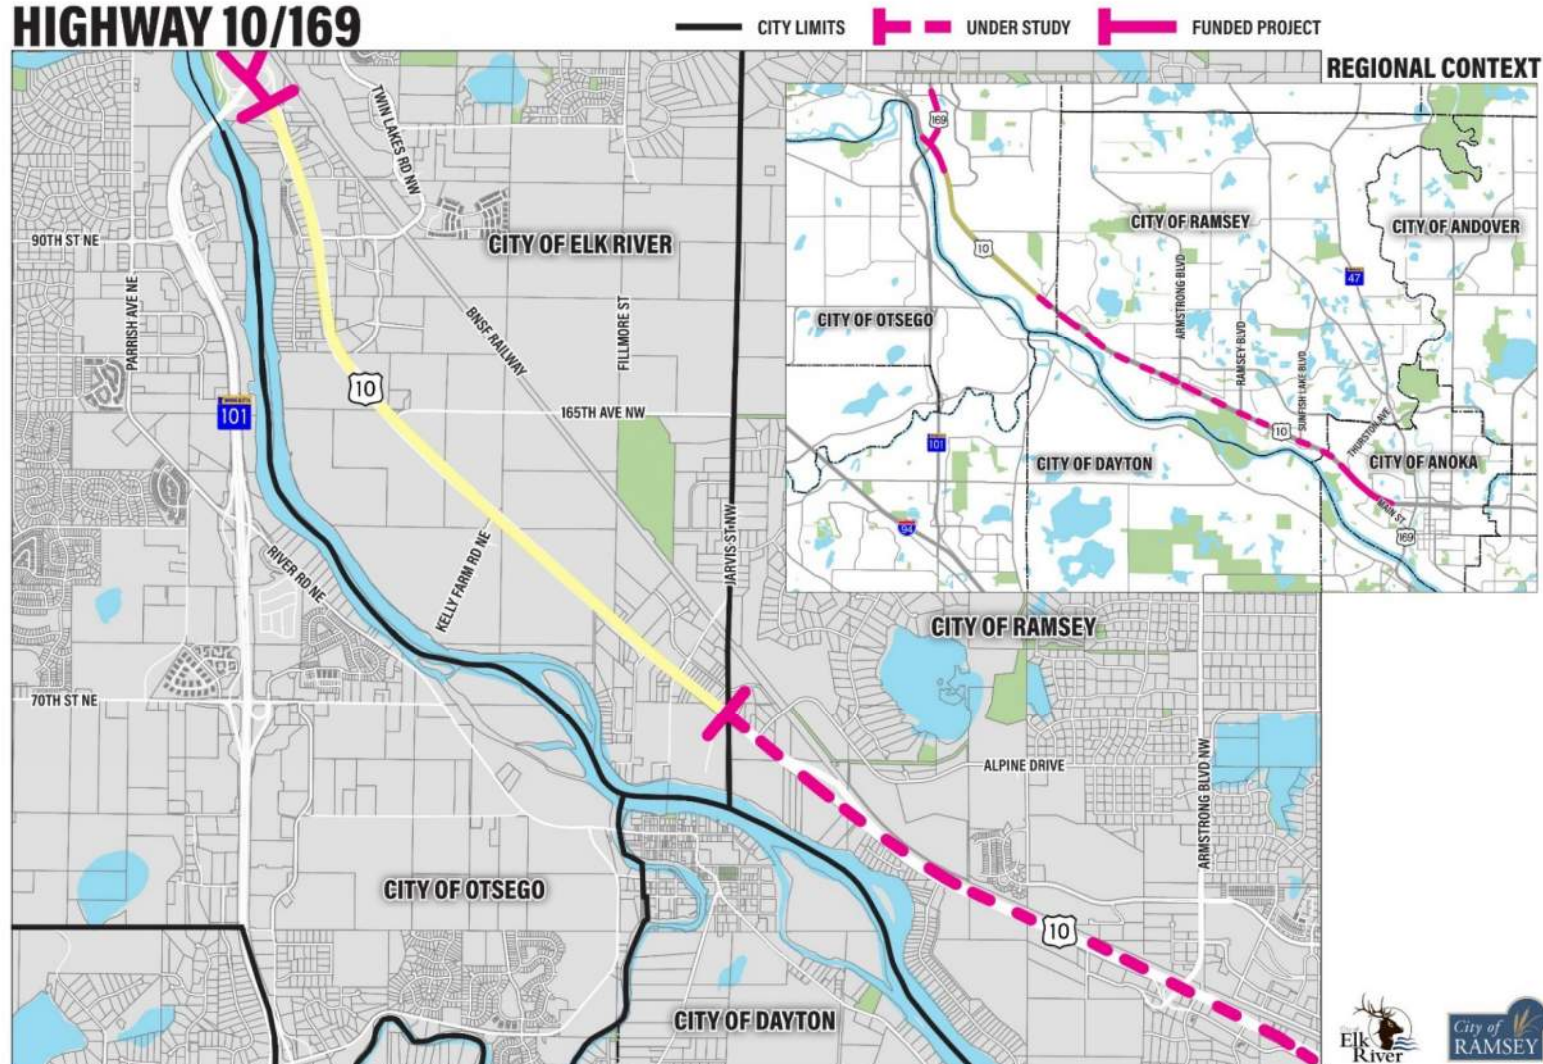 HIGHWAY 10/169
CITY LIMITS
UNDER STUDY
FUNDED PROJECT
REGIONAL CONTEXT
TWIN LAKES RD NW
90TH ST NE
PARRISH AVE NE
CITY OF ELK RIVER
BNSF RAILWAY
FILLMORE ST
10
101
165TH AVE NW
JARVIS ST NW
KELLY FARM RD NE
RIVER RD NE
70TH ST NE
CITY OF RAMSEY
ALPINE DRIVE
ARMSTRONG BLVD NW
CITY OF OTSEGO
10
CITY OF DAYTON
169
CITY OF RAMSEY
CITY OF ANDOVER
10
47
CITY OF OTSEGO
ARMSTRONG BLVD
RAMSEY BLVD
SUNFISH LAKE BLVD
THURSTON AVE
10
101
CITY OF DAYTON
CITY OF ANOKA
MAIN ST
94
169
Elk
River
City of
RAMSEY